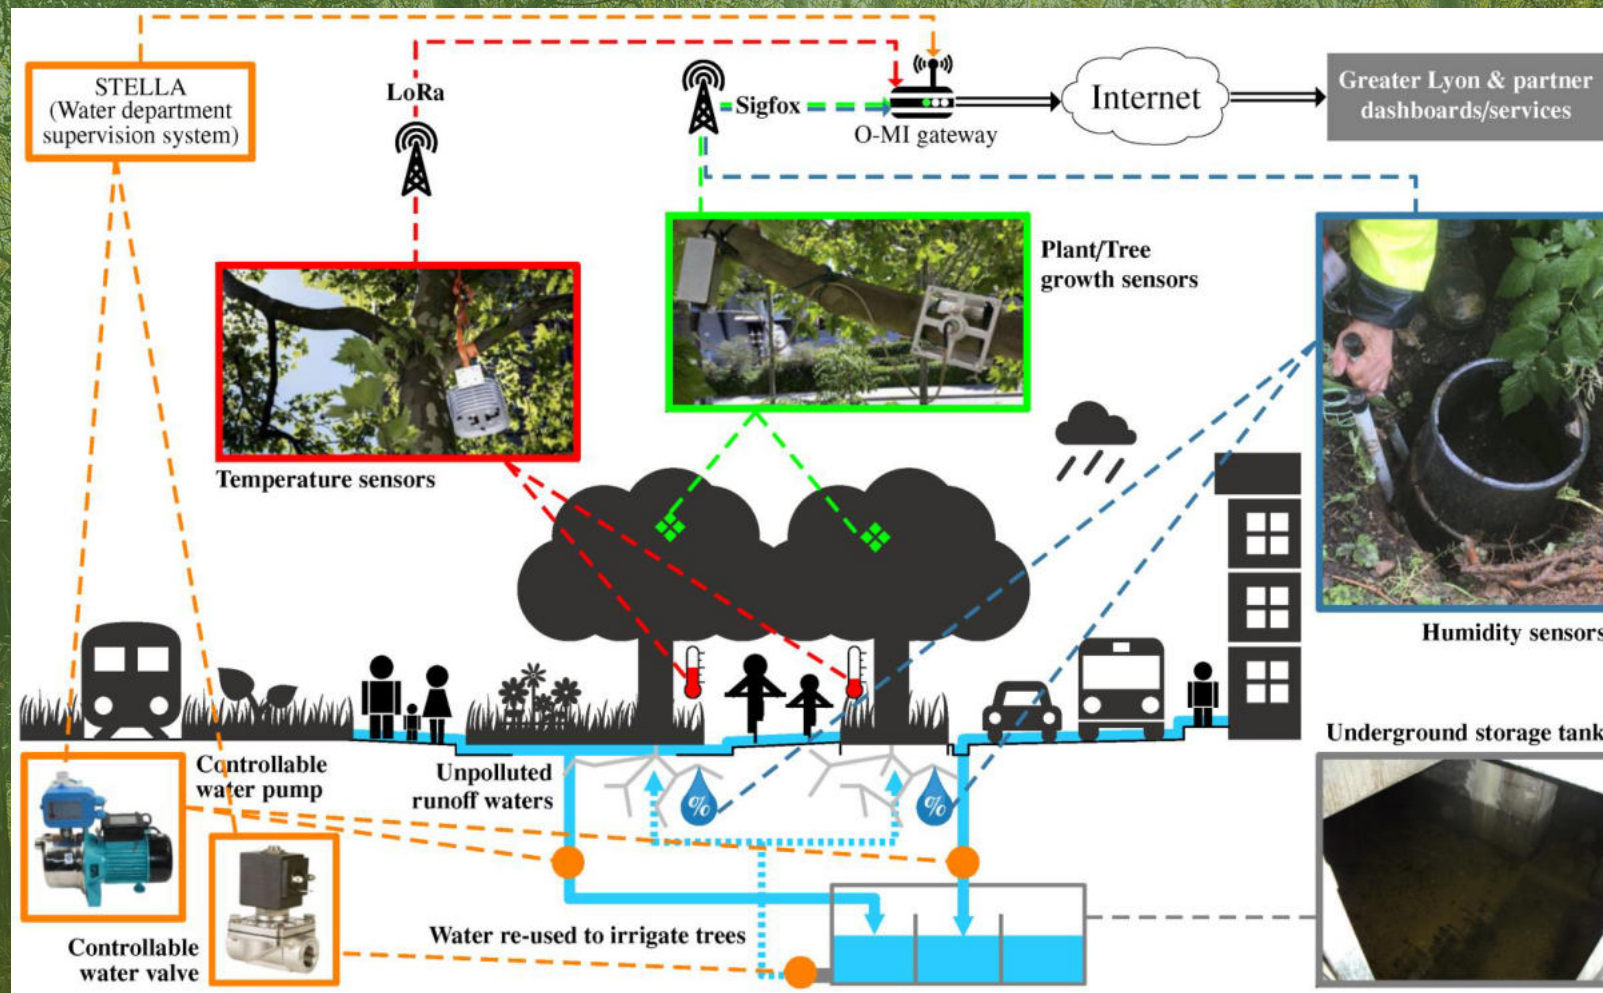 STELLA
(Water department
supervision system)
LoRa
Sigfox
O-MI gateway
Internet
Greater Lyon & partner
dashboards/services
Plant/Tree
growth sensors
Temperature sensors
Humidity sensors
Controllable
water pump
Unpolluted
runoff waters
%
%
Underground storage tank
Controllable
water valve
Water re-used to irrigate trees